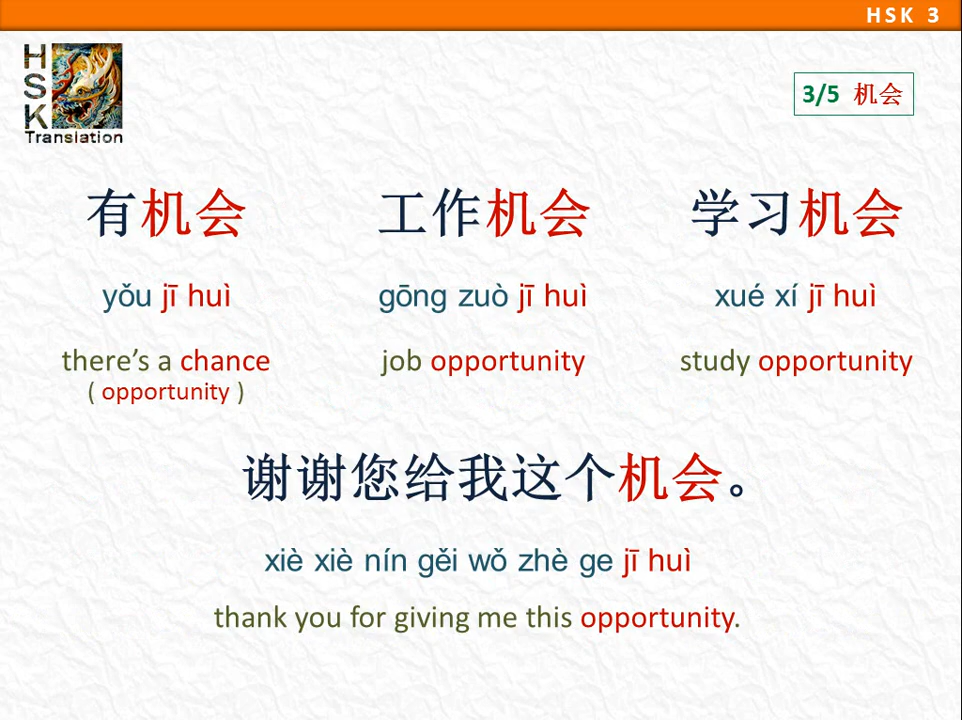 HSK 3
H
S
K
Translation
3/5 机会
有机会 工作机会 学习机会
yǒu jī huì gōng zuò jī huì xué xí jī huì
there's a chance job opportunity study opportunity
( opportunity )
谢谢您给我这个机会。
xiè xiè nín gěi wǒ zhè ge jī huì
thank you for giving me this opportunity.